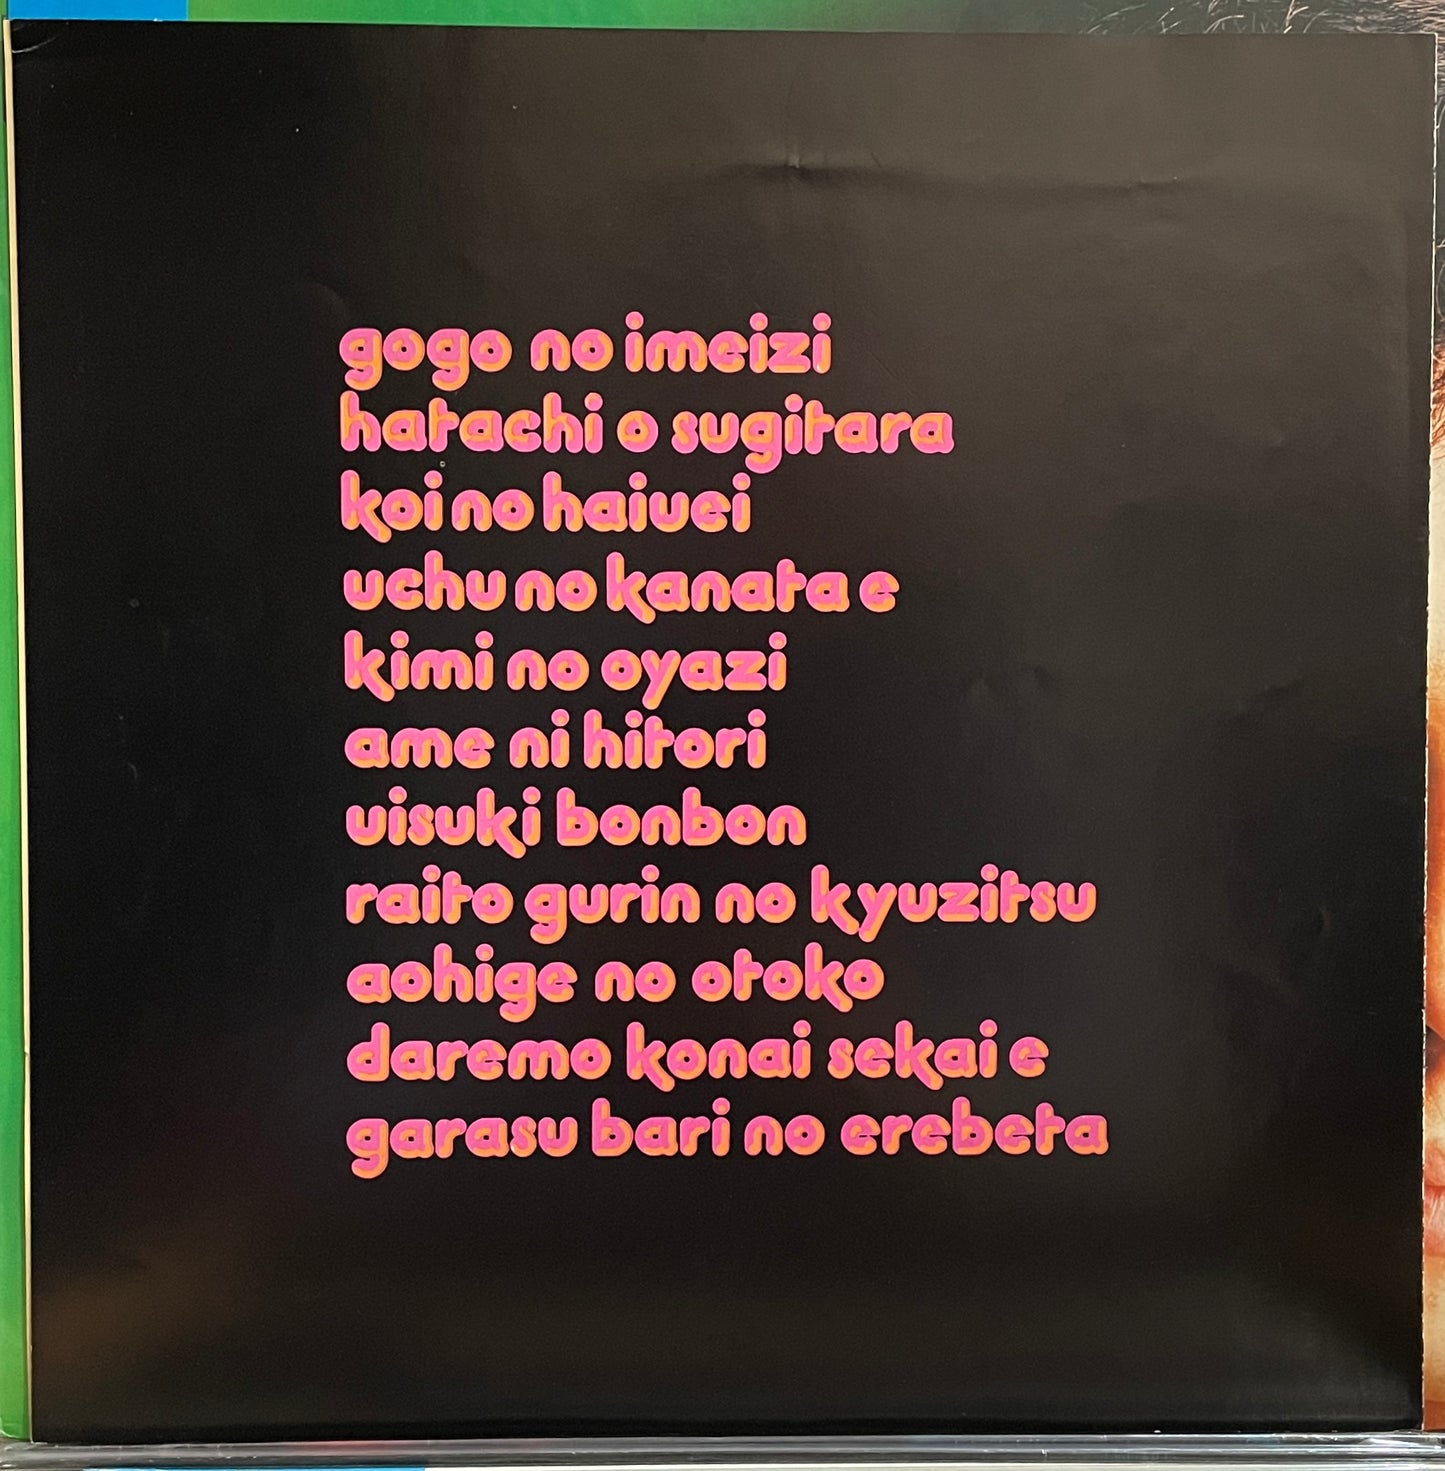 gogo no imeizi
hatachi o sugitara
koi no haiuei
uchu no kanata e
kimi no oyazi
ame ni hitori
uisuki bonbon
raito gurin no kyuzitsu
aohige no otoko
daremo konai sekai e
garasu bari no erebeta